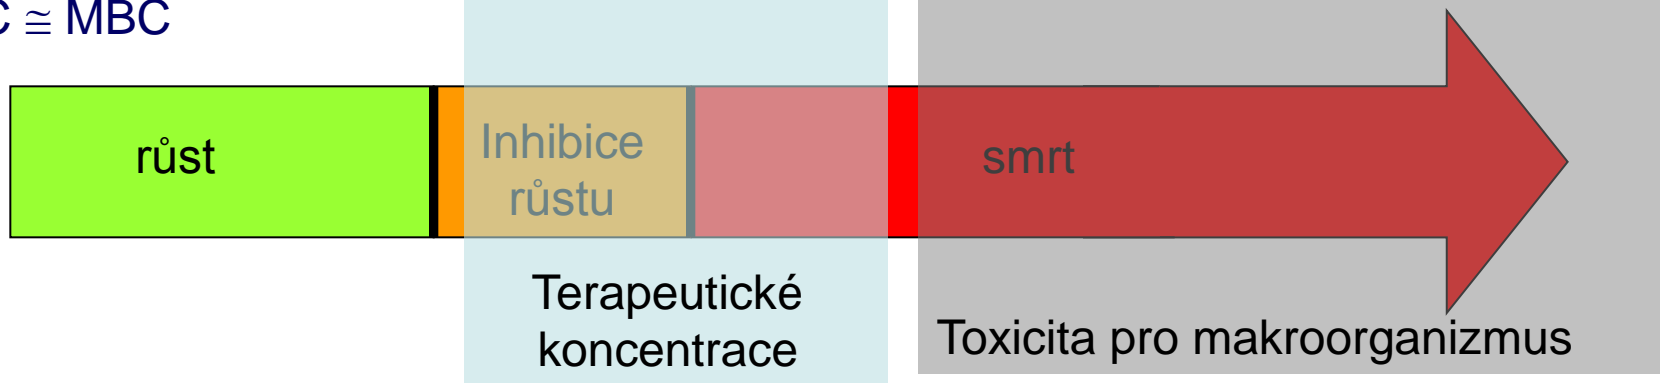 C ≅ MBC
růst
Inhibice
růstu
smrt
Terapeutické
koncentrace
Toxicita pro makroorganizmus